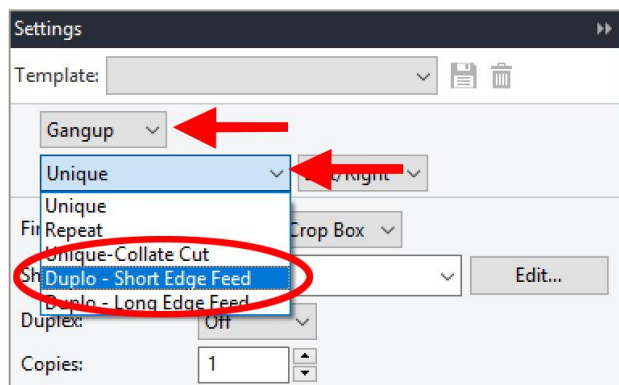 Settings
Template:
Gangup
Unique
Unique
Repeat
Crop Box
Unique-Collate Cut
Duplo - Short Edge Feed
Edit...
Duplo - Long Edge Feed
Duplex: Off
Copies: 1